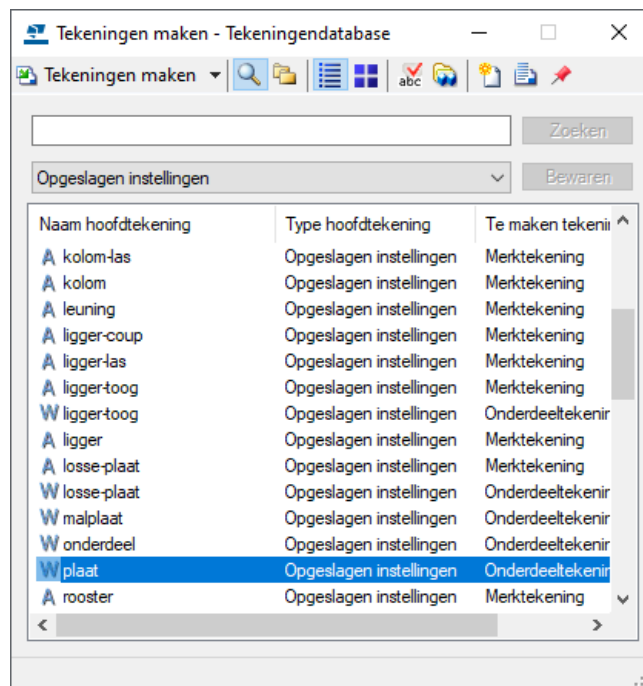 Tekeningen maken - Tekeningendatabase
Tekeningen maken
abc
Zoeken
Opgeslagen instellingen Bewaren
Naam hoofdtekening Type hoofdtekening Te maken tekenir
A kolom-las Opgeslagen instellingen Merktekening
A kolom Opgeslagen instellingen Merktekening
A leuning Opgeslagen instellingen Merktekening
A ligger-coup Opgeslagen instellingen Merktekening
A ligger-las Opgeslagen instellingen Merktekening
A ligger-toog Opgeslagen instellingen Merktekening
W ligger-toog Opgeslagen instellingen Onderdeeltekenir
A ligger Opgeslagen instellingen Merktekening
A losse-plaat Opgeslagen instellingen Merktekening
W losse-plaat Opgeslagen instellingen Onderdeeltekenir
W malplaat Opgeslagen instellingen Onderdeeltekenir
W onderdeel Opgeslagen instellingen Onderdeeltekenir
W plaat Opgeslagen instellingen Onderdeeltekenir
A rooster Opgeslagen instellingen Merktekening